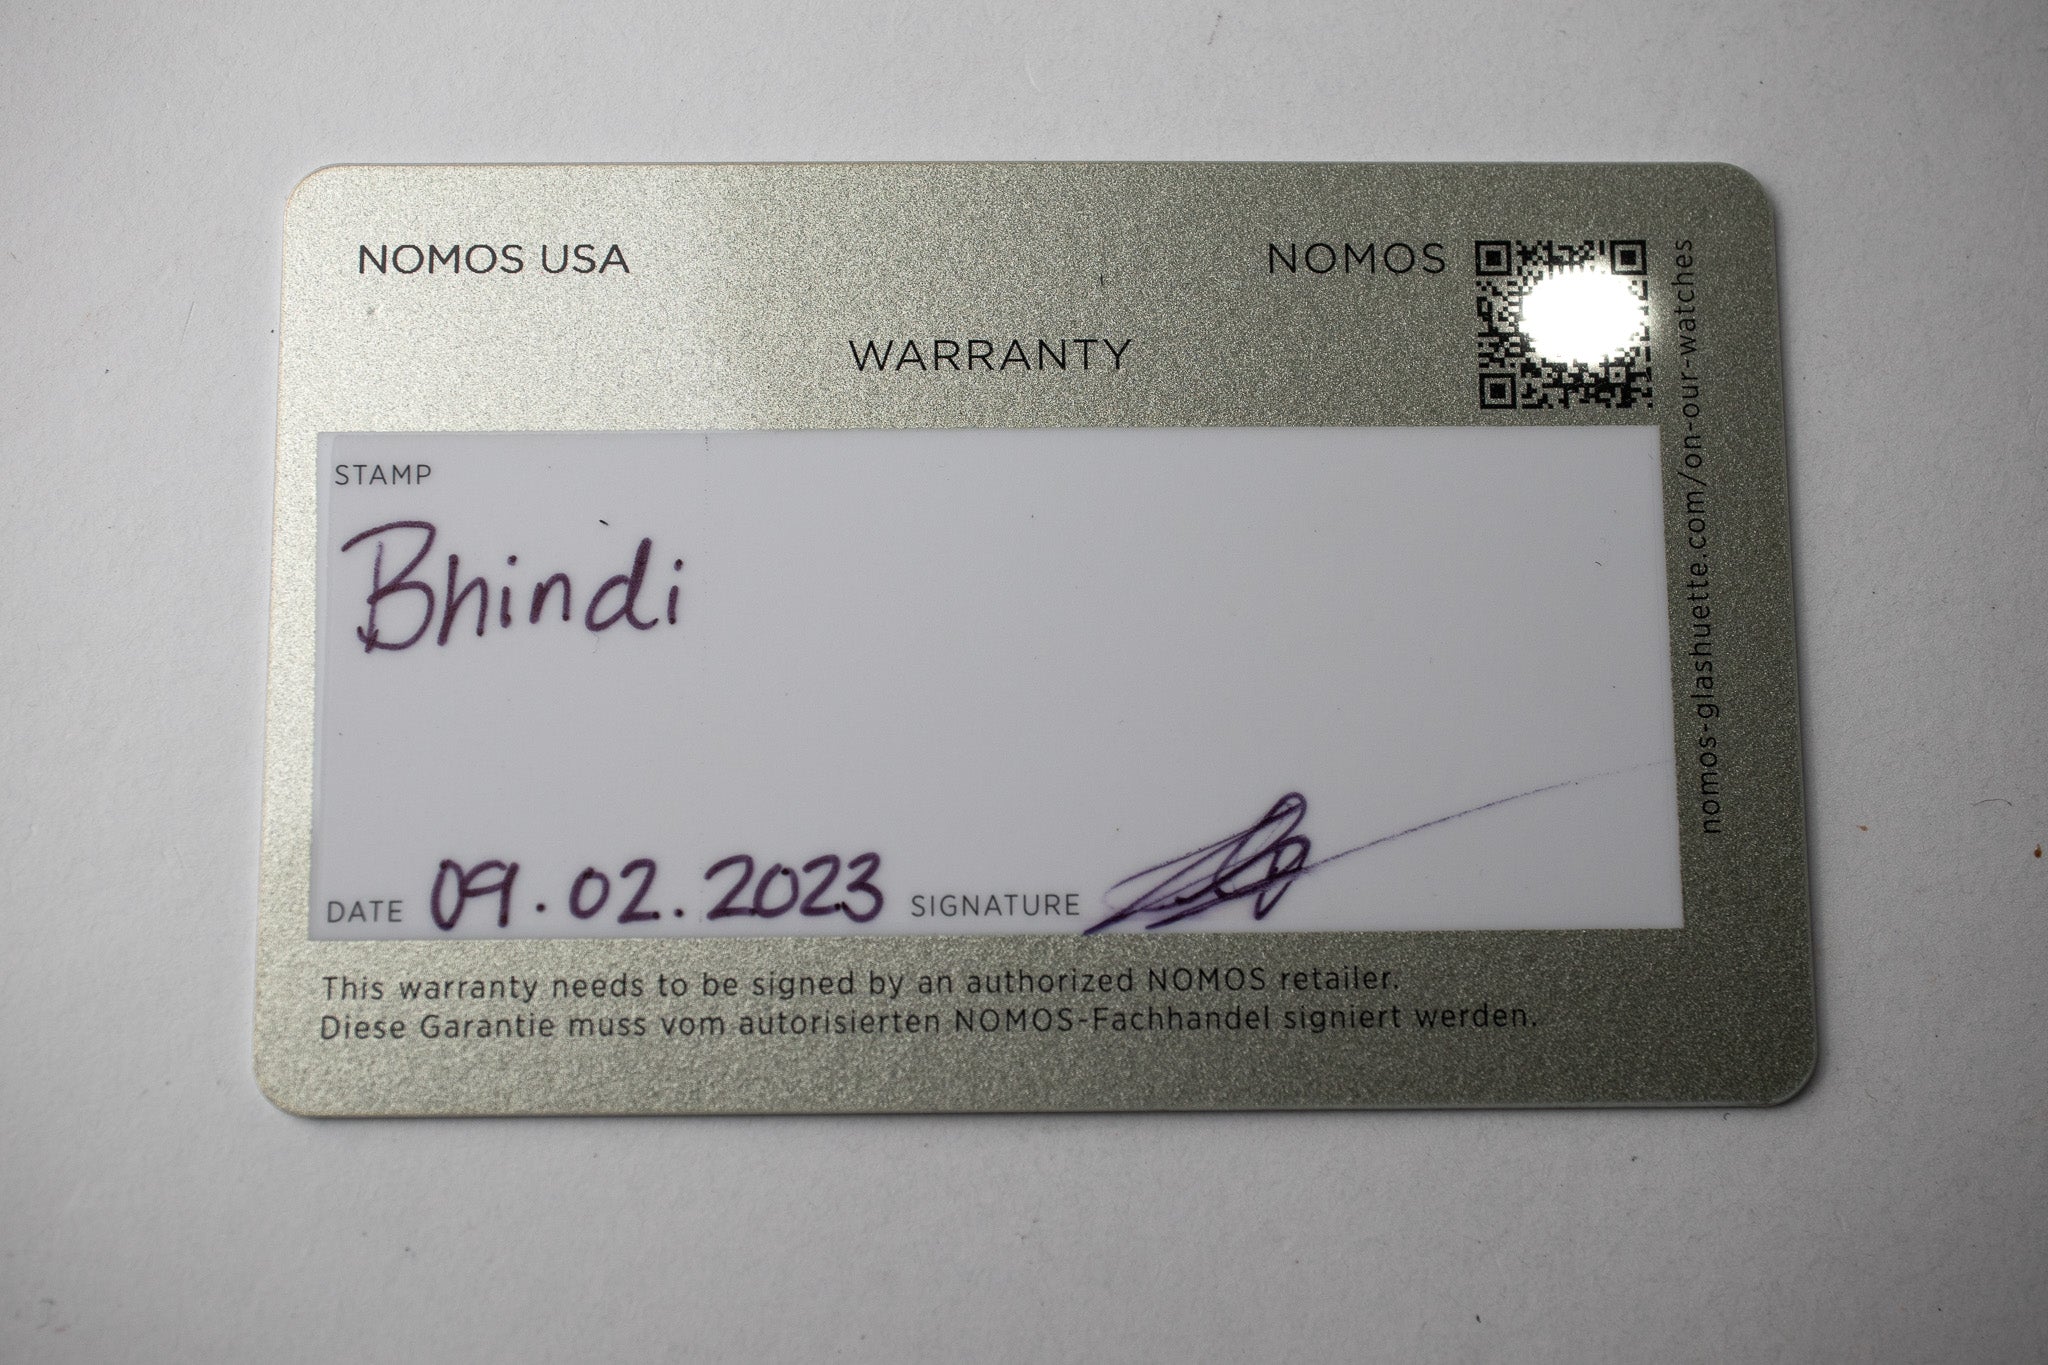 NOMOS USA
NOMOS
WARRANTY
nomos-glashuette.com/on-our-watches
STAMP
Bhindi
DATE 09.02.2023 SIGNATURE
This warranty needs to be signed by an authorized NOMOS retailer.
Diese Garantie muss vom autorisierten NOMOS-Fachhandel signiert werden.